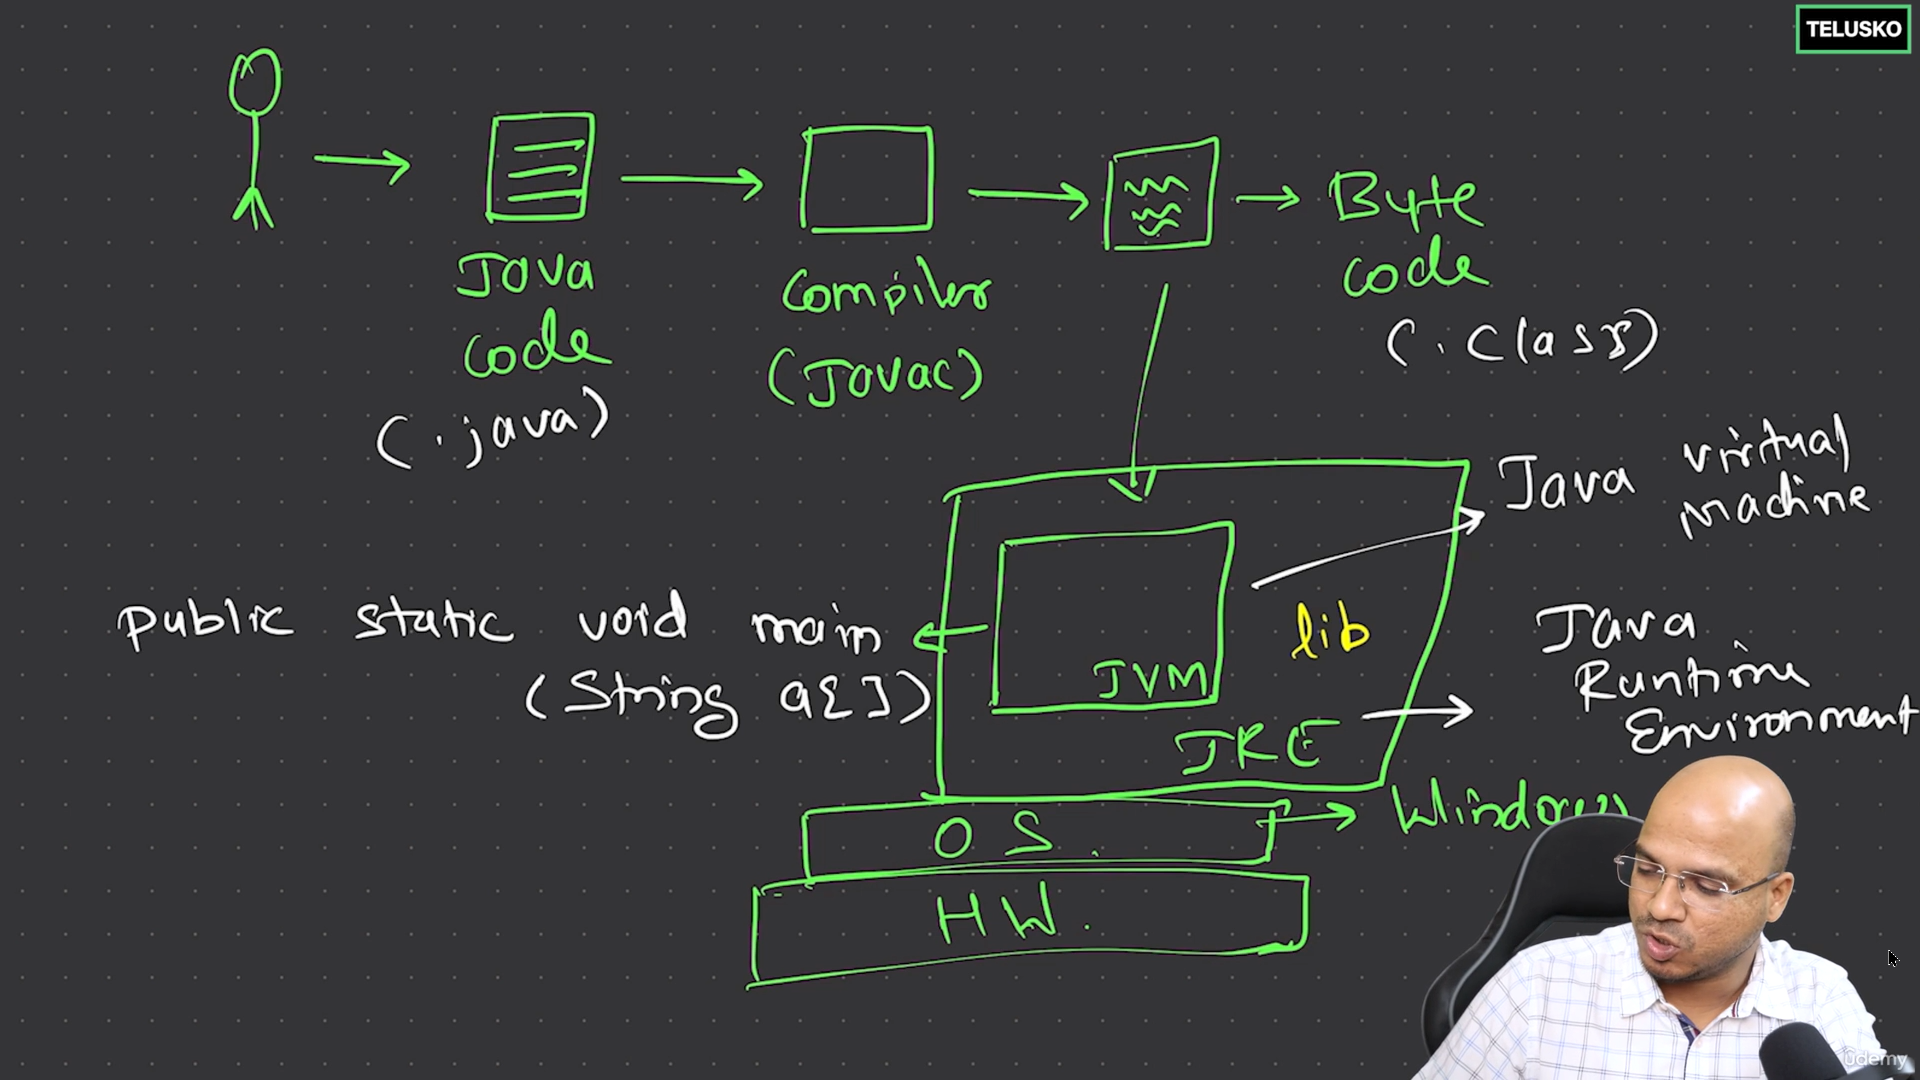 TELUSKO
Java
code
(.java)
Compiler
(Javac)
Byte
code
(.class)
Java virtual
machine
public static void main
(String a[])
lib
JVM
JRE
Java
Runtime
Environment
OS.
Windows
HW.
ûdemy